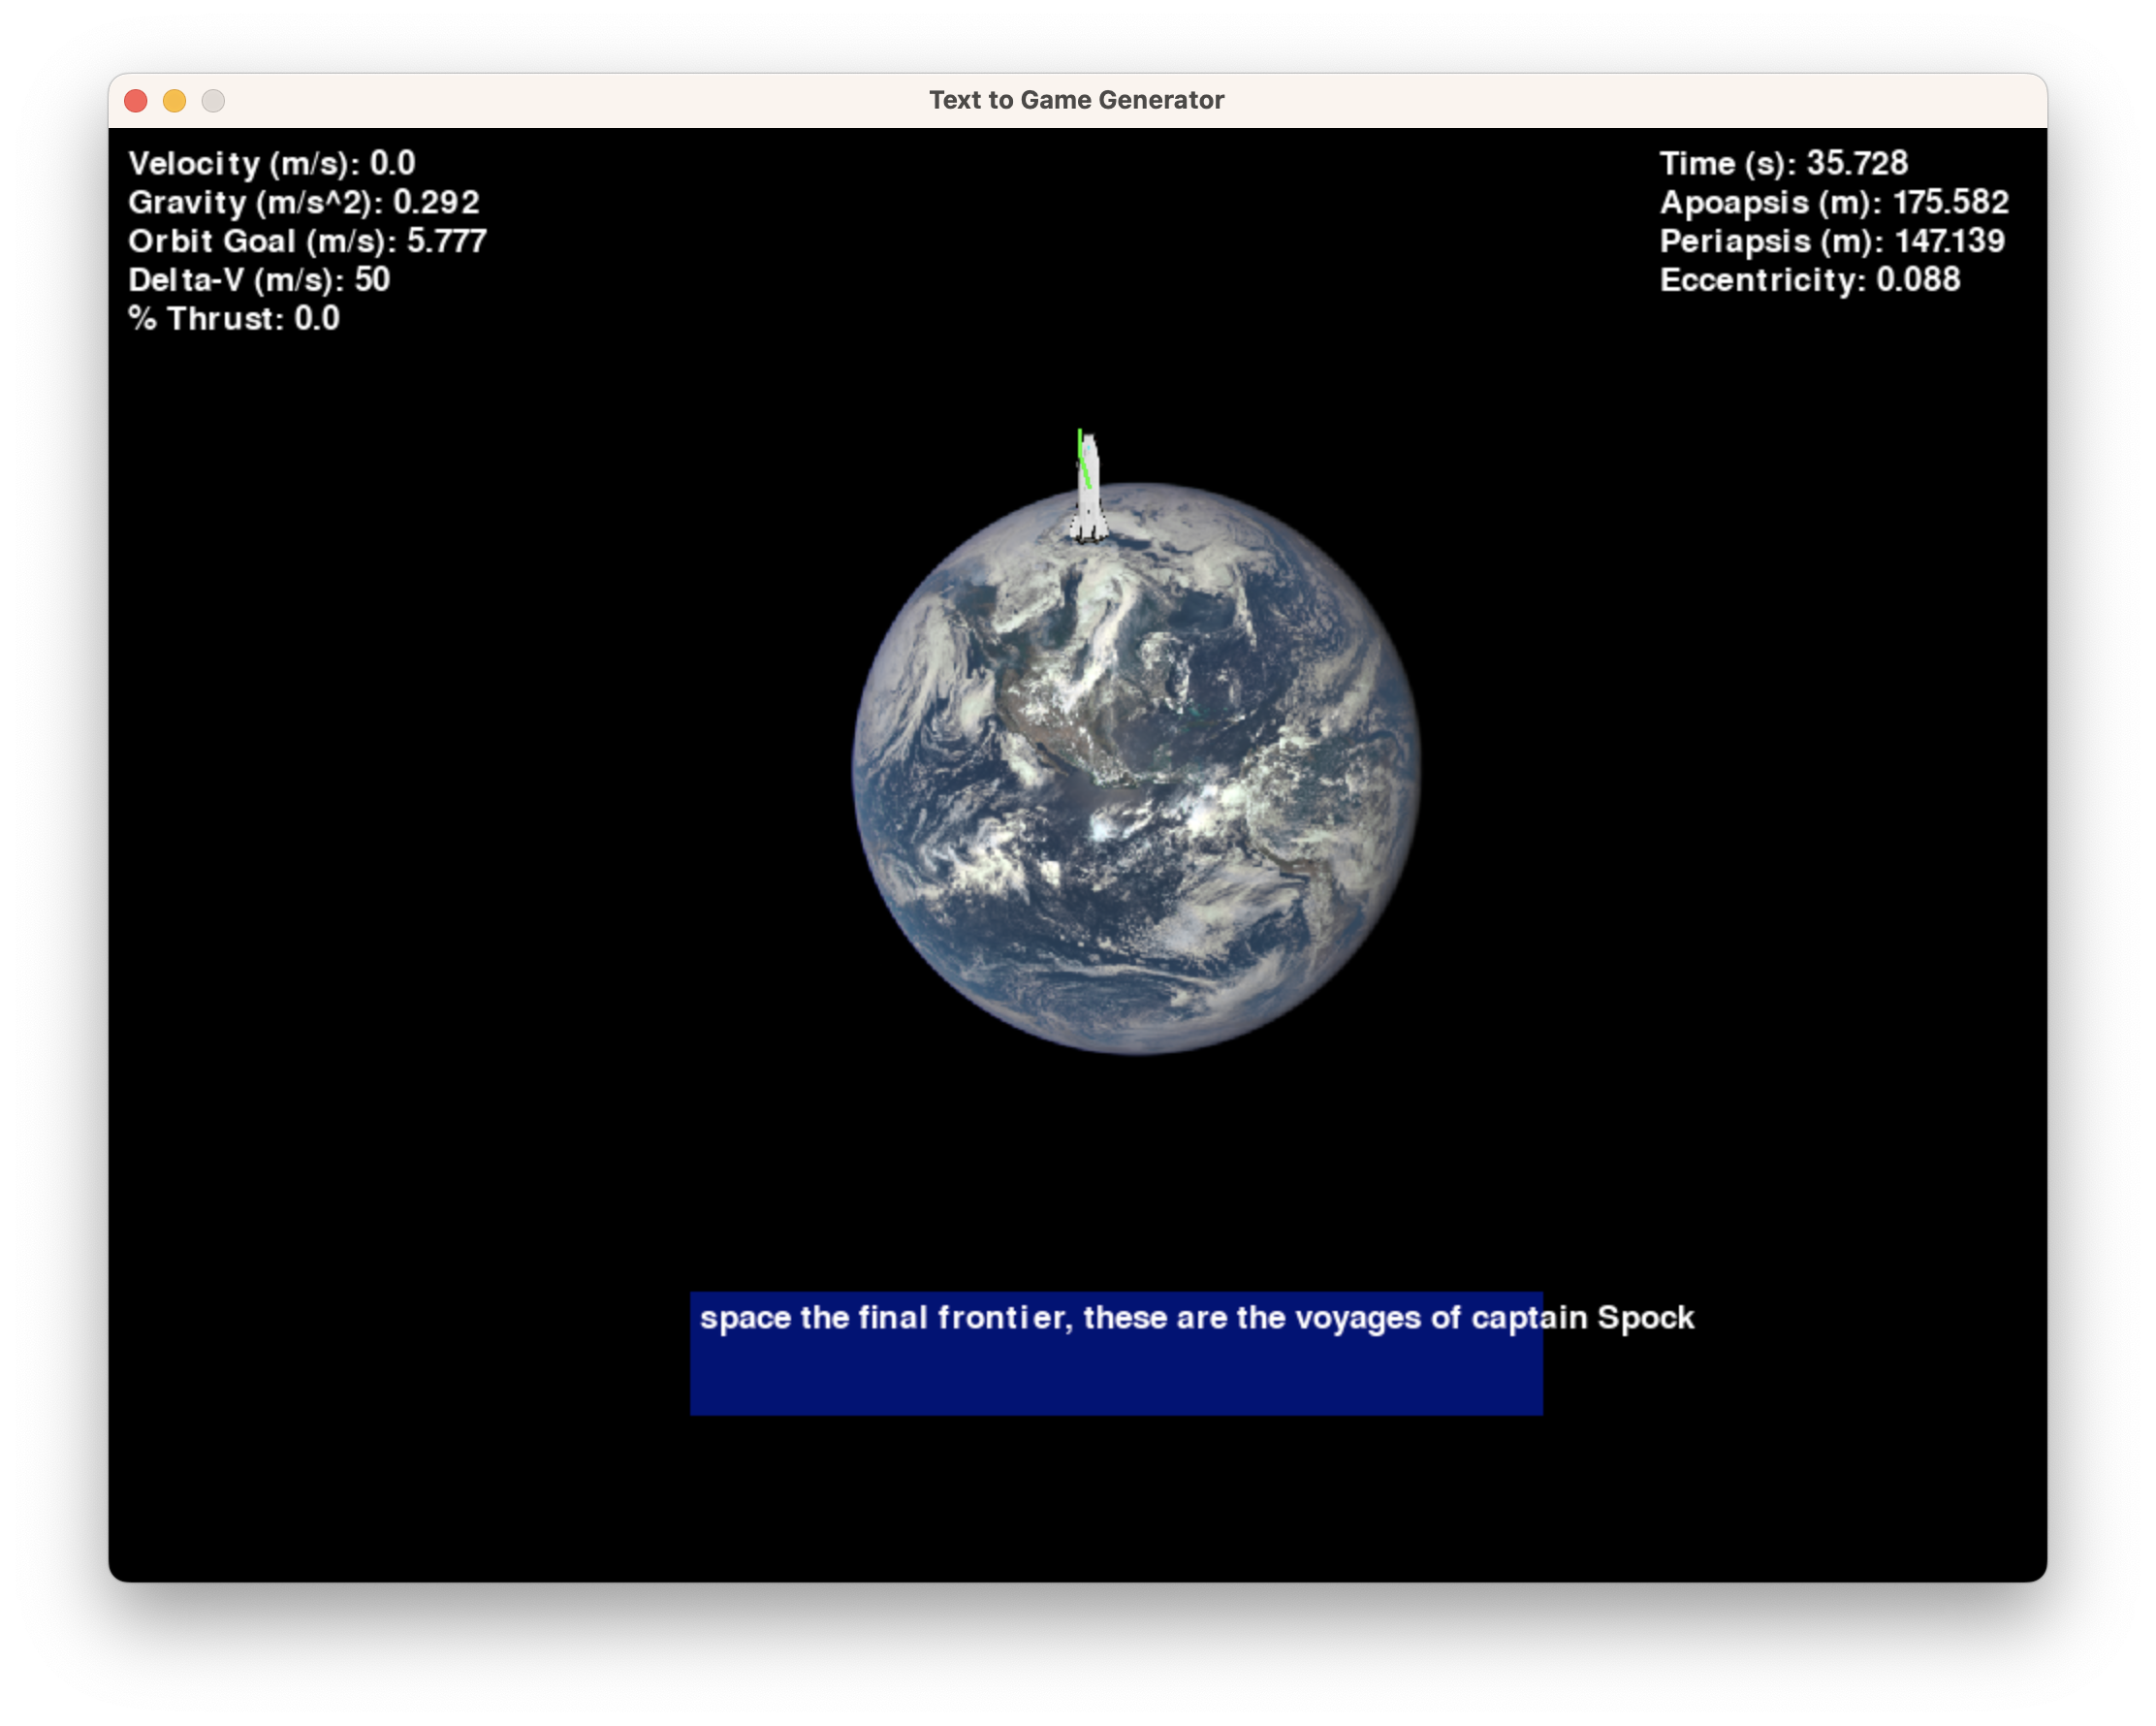 Text to Game Generator
Velocity (m/s): 0.0
Gravity (m/s^2): 0.292
Orbit Goal (m/s): 5.777
Delta-V (m/s): 50
% Thrust: 0.0
Time (s): 35.728
Apoapsis (m): 175.582
Periapsis (m): 147.139
Eccentricity: 0.088
space the final frontier, these are the voyages of captain Spock